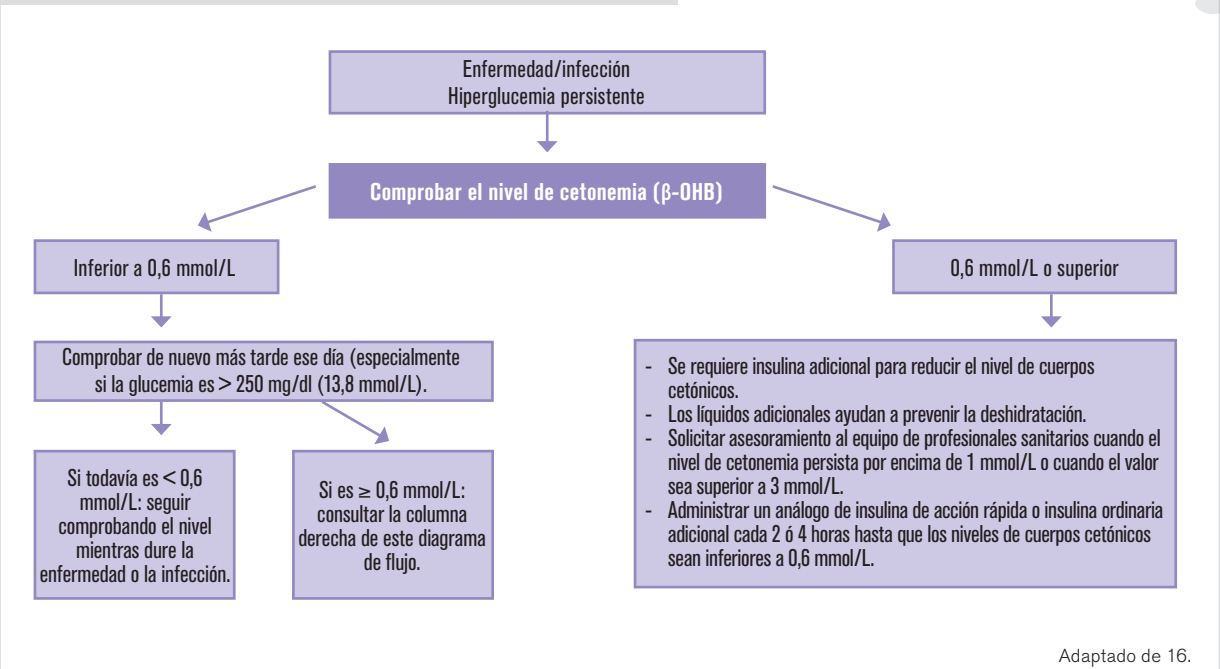 Enfermedad/infección
Hiperglucemia persistente
Comprobar el nivel de cetonemia (β-OHB)
Inferior a 0,6 mmol/L
0,6 mmol/L o superior
Comprobar de nuevo más tarde ese día (especialmente
si la glucemia es > 250 mg/dl (13,8 mmol/L).
Si todavía es < 0,6
mmol/L: seguir
comprobando el nivel
mientras dure la
enfermedad o la infección.
Si es ≥ 0,6 mmol/L:
consultar la columna
derecha de este diagrama
de flujo.
- Se requiere insulina adicional para reducir el nivel de cuerpos
cetónicos.
- Los líquidos adicionales ayudan a prevenir la deshidratación.
- Solicitar asesoramiento al equipo de profesionales sanitarios cuando el
nivel de cetonemia persista por encima de 1 mmol/L o cuando el valor
sea superior a 3 mmol/L.
- Administrar un análogo de insulina de acción rápida o insulina ordinaria
adicional cada 2 ó 4 horas hasta que los niveles de cuerpos cetónicos
sean inferiores a 0,6 mmol/L.
Adaptado de 16.